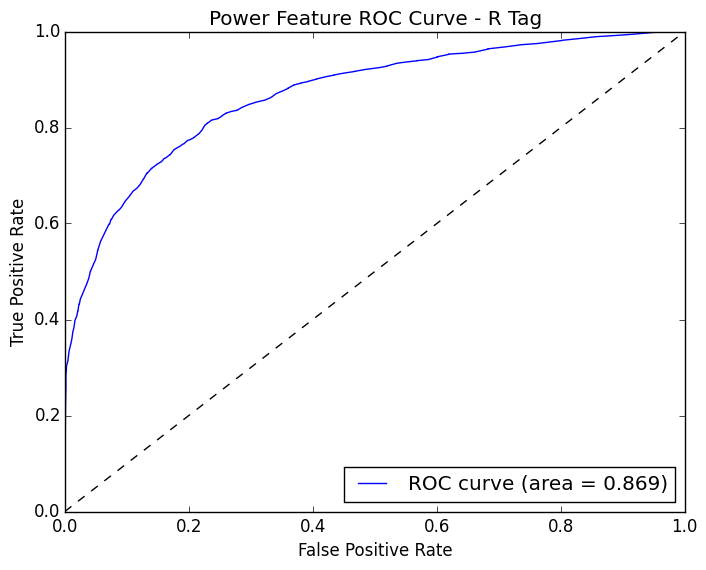 Power Feature ROC Curve - R Tag
1.0
0.8
0.6
0.4
0.2
0.0
True Positive Rate
ROC curve (area = 0.869)
0.0 0.2 0.4 0.6 0.8 1.0
False Positive Rate